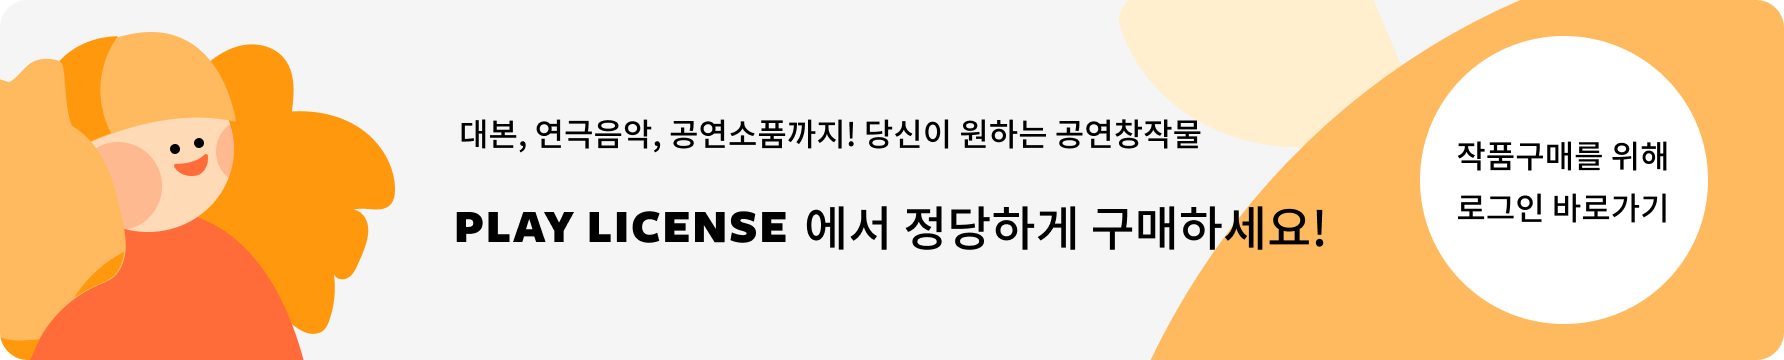 대본, 연극음악, 공연소품까지! 당신이 원하는 공연창작물
PLAY LICENSE 에서 정당하게 구매하세요!
작품구매를 위해
로그인 바로가기